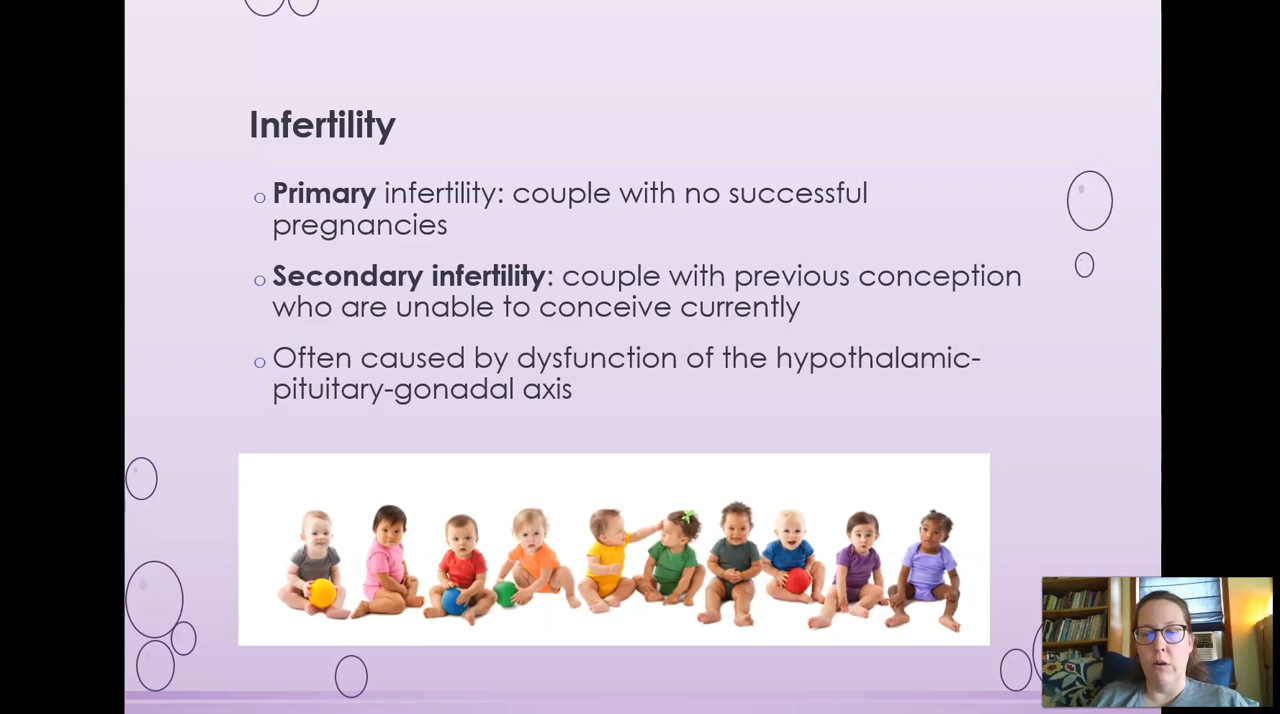 Infertility
Primary infertility: couple with no successful
pregnancies
Secondary infertility: couple with previous conception
who are unable to conceive currently
Often caused by dysfunction of the hypothalamic-
pituitary-gonadal axis